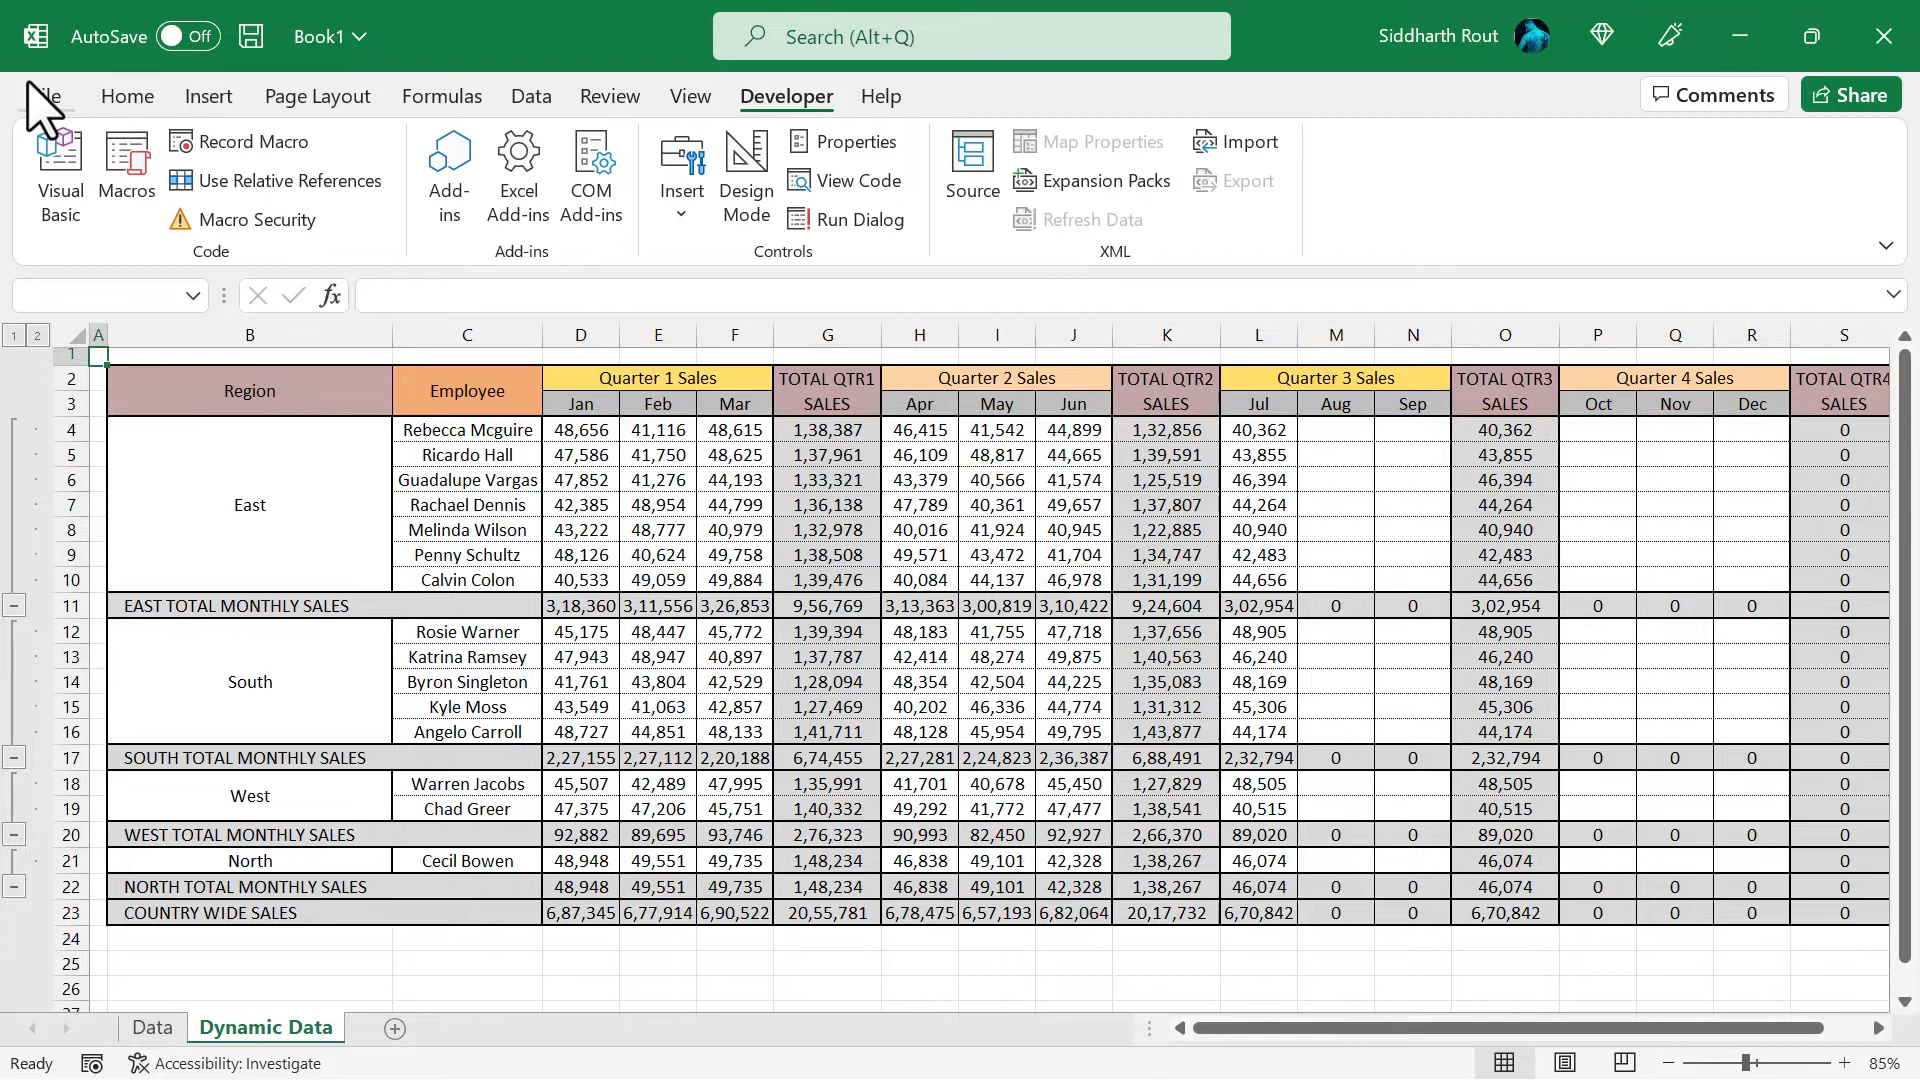 AutoSave Off Book1 Search (Alt+Q) Siddharth Rout
Home Insert Page Layout Formulas Data Review View Developer Help Comments Share
Visual Basic Macros Record Macro Use Relative References Macro Security
Add-ins Excel Add-ins COM Add-ins
Insert Design Mode Properties View Code Run Dialog
Source Map Properties Expansion Packs Refresh Data Import Export
Code Add-ins Controls XML
fx
1 2 A B C D E F G H I J K L M N O P Q R S
1
2 Region Employee Quarter 1 Sales TOTAL QTR1 Quarter 2 Sales TOTAL QTR2 Quarter 3 Sales TOTAL QTR3 Quarter 4 Sales TOTAL QTR4
3 Jan Feb Mar SALES Apr May Jun SALES Jul Aug Sep SALES Oct Nov Dec SALES
4 Rebecca Mcguire 48,656 41,116 48,615 1,38,387 46,415 41,542 44,899 1,32,856 40,362 40,362 0
5 Ricardo Hall 47,586 41,750 48,625 1,37,961 46,109 48,817 44,665 1,39,591 43,855 43,855 0
6 Guadalupe Vargas 47,852 41,276 44,193 1,33,321 43,379 40,566 41,574 1,25,519 46,394 46,394 0
7 East Rachael Dennis 42,385 48,954 44,799 1,36,138 47,789 40,361 49,657 1,37,807 44,264 44,264 0
8 Melinda Wilson 43,222 48,777 40,979 1,32,978 40,016 41,924 40,945 1,22,885 40,940 40,940 0
9 Penny Schultz 48,126 40,624 49,758 1,38,508 49,571 43,472 41,704 1,34,747 42,483 42,483 0
10 Calvin Colon 40,533 49,059 49,884 1,39,476 40,084 44,137 46,978 1,31,199 44,656 44,656 0
11 EAST TOTAL MONTHLY SALES 3,18,360 3,11,556 3,26,853 9,56,769 3,13,363 3,00,819 3,10,422 9,24,604 3,02,954 0 0 3,02,954 0 0 0 0
12 Rosie Warner 45,175 48,447 45,772 1,39,394 48,183 41,755 47,718 1,37,656 48,905 48,905 0
13 Katrina Ramsey 47,943 48,947 40,897 1,37,787 42,414 48,274 49,875 1,40,563 46,240 46,240 0
14 South Byron Singleton 41,761 43,804 42,529 1,28,094 48,354 42,504 44,225 1,35,083 48,169 48,169 0
15 Kyle Moss 43,549 41,063 42,857 1,27,469 40,202 46,336 44,774 1,31,312 45,306 45,306 0
16 Angelo Carroll 48,727 44,851 48,133 1,41,711 48,128 45,954 49,795 1,43,877 44,174 44,174 0
17 SOUTH TOTAL MONTHLY SALES 2,27,155 2,27,112 2,20,188 6,74,455 2,27,281 2,24,823 2,36,387 6,88,491 2,32,794 0 0 2,32,794 0 0 0 0
18 West Warren Jacobs 45,507 42,489 47,995 1,35,991 41,701 40,678 45,450 1,27,829 48,505 48,505 0
19 Chad Greer 47,375 47,206 45,751 1,40,332 49,292 41,772 47,477 1,38,541 40,515 40,515 0
20 WEST TOTAL MONTHLY SALES 92,882 89,695 93,746 2,76,323 90,993 82,450 92,927 2,66,370 89,020 0 0 89,020 0 0 0 0
21 North Cecil Bowen 48,948 49,551 49,735 1,48,234 46,838 49,101 42,328 1,38,267 46,074 46,074 0
22 NORTH TOTAL MONTHLY SALES 48,948 49,551 49,735 1,48,234 46,838 49,101 42,328 1,38,267 46,074 0 0 46,074 0 0 0 0
23 COUNTRY WIDE SALES 6,87,345 6,77,914 6,90,522 20,55,781 6,78,475 6,57,193 6,82,064 20,17,732 6,70,842 0 0 6,70,842 0 0 0 0
24
25
26
Data Dynamic Data
Ready Accessibility: Investigate 85%